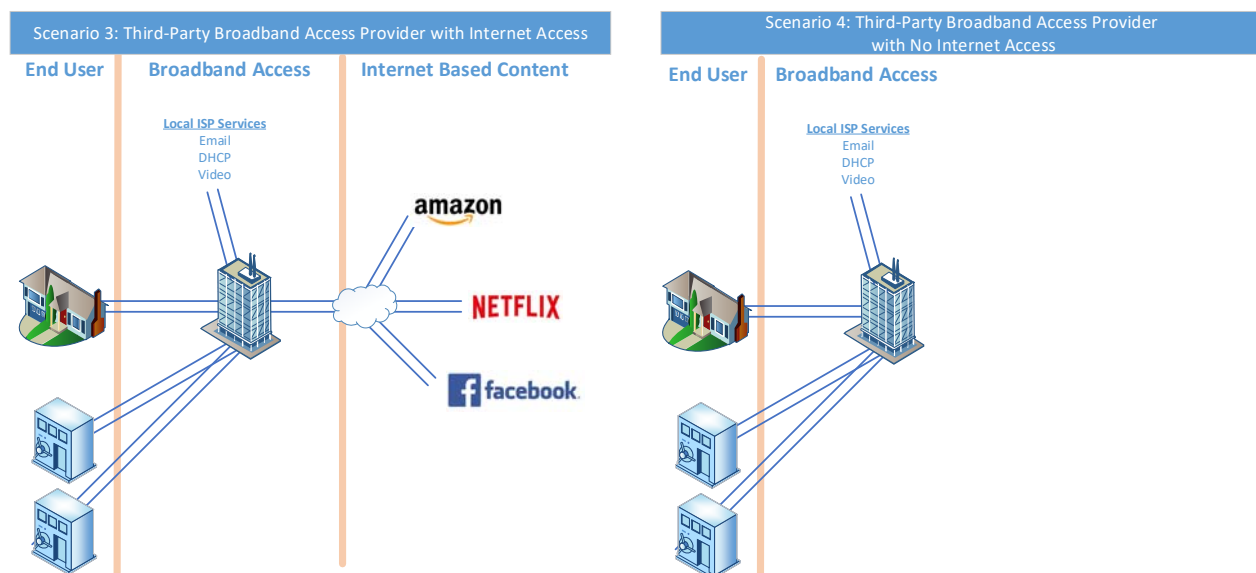 Scenario 3: Third-Party Broadband Access Provider with Internet Access
End User
Broadband Access
Internet Based Content
Local ISP Services
Email
DHCP
Video
amazon
NETFLIX
facebook.
Scenario 4: Third-Party Broadband Access Provider
with No Internet Access
End User
Broadband Access
Local ISP Services
Email
DHCP
Video